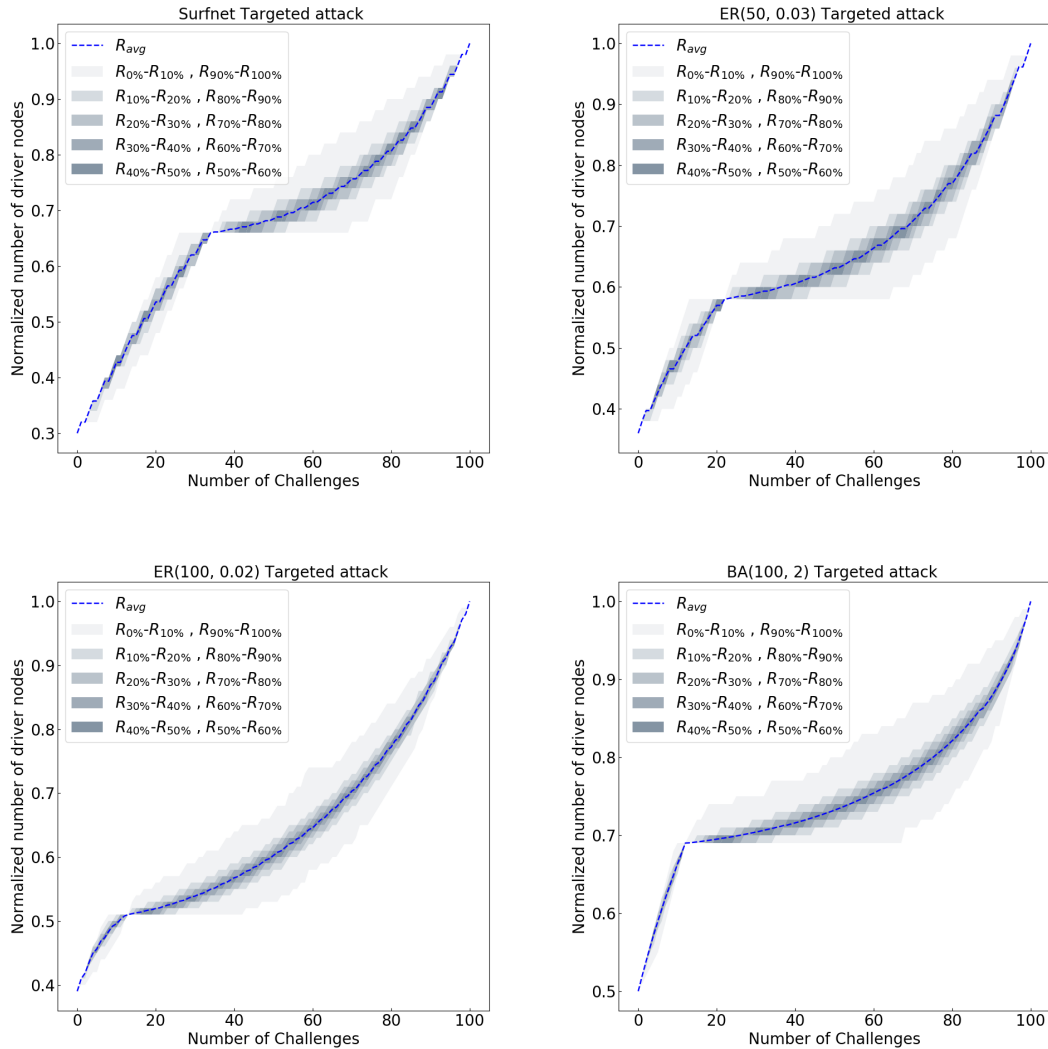 Surfnet Targeted attack
R_avg
R_0%-R_10% , R_90%-R_100%
R_10%-R_20% , R_80%-R_90%
R_20%-R_30% , R_70%-R_80%
R_30%-R_40% , R_60%-R_70%
R_40%-R_50% , R_50%-R_60%
Normalized number of driver nodes
1.0
0.9
0.8
0.7
0.6
0.5
0.4
0.3
0 20 40 60 80 100
Number of Challenges
ER(50, 0.03) Targeted attack
R_avg
R_0%-R_10% , R_90%-R_100%
R_10%-R_20% , R_80%-R_90%
R_20%-R_30% , R_70%-R_80%
R_30%-R_40% , R_60%-R_70%
R_40%-R_50% , R_50%-R_60%
Normalized number of driver nodes
1.0
0.9
0.8
0.7
0.6
0.5
0.4
0 20 40 60 80 100
Number of Challenges
ER(100, 0.02) Targeted attack
R_avg
R_0%-R_10% , R_90%-R_100%
R_10%-R_20% , R_80%-R_90%
R_20%-R_30% , R_70%-R_80%
R_30%-R_40% , R_60%-R_70%
R_40%-R_50% , R_50%-R_60%
Normalized number of driver nodes
1.0
0.9
0.8
0.7
0.6
0.5
0.4
0 20 40 60 80 100
Number of Challenges
BA(100, 2) Targeted attack
R_avg
R_0%-R_10% , R_90%-R_100%
R_10%-R_20% , R_80%-R_90%
R_20%-R_30% , R_70%-R_80%
R_30%-R_40% , R_60%-R_70%
R_40%-R_50% , R_50%-R_60%
Normalized number of driver nodes
1.0
0.9
0.8
0.7
0.6
0.5
0 20 40 60 80 100
Number of Challenges